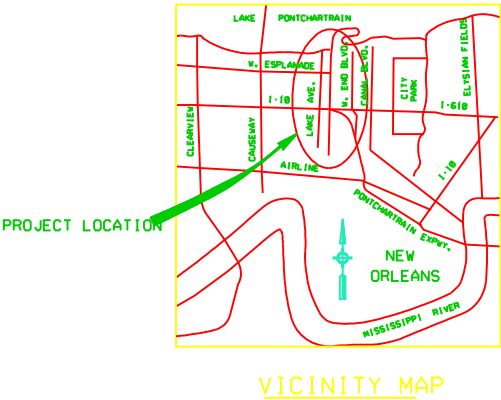 LAKE PONTCHARTRAIN
W. ESPLANADE
LAKE AVE.
W. END BLVD.
CANAL BLVD.
CITY
PARK
ELYSIAN FIELDS
I-10
I-610
CLEARVIEW
CAUSEWAY
AIRLINE
I-10
PONTCHARTRAIN EXPWY.
PROJECT LOCATION
NEW
ORLEANS
MISSISSIPPI RIVER
VICINITY MAP